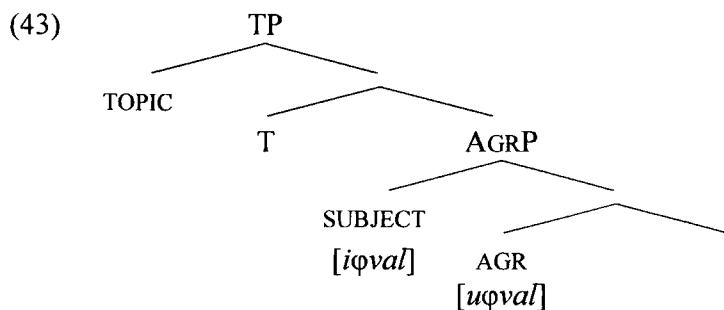 (43) TP
TOPIC
T AGRP
SUBJECT
[iφval] AGR
[uφval]